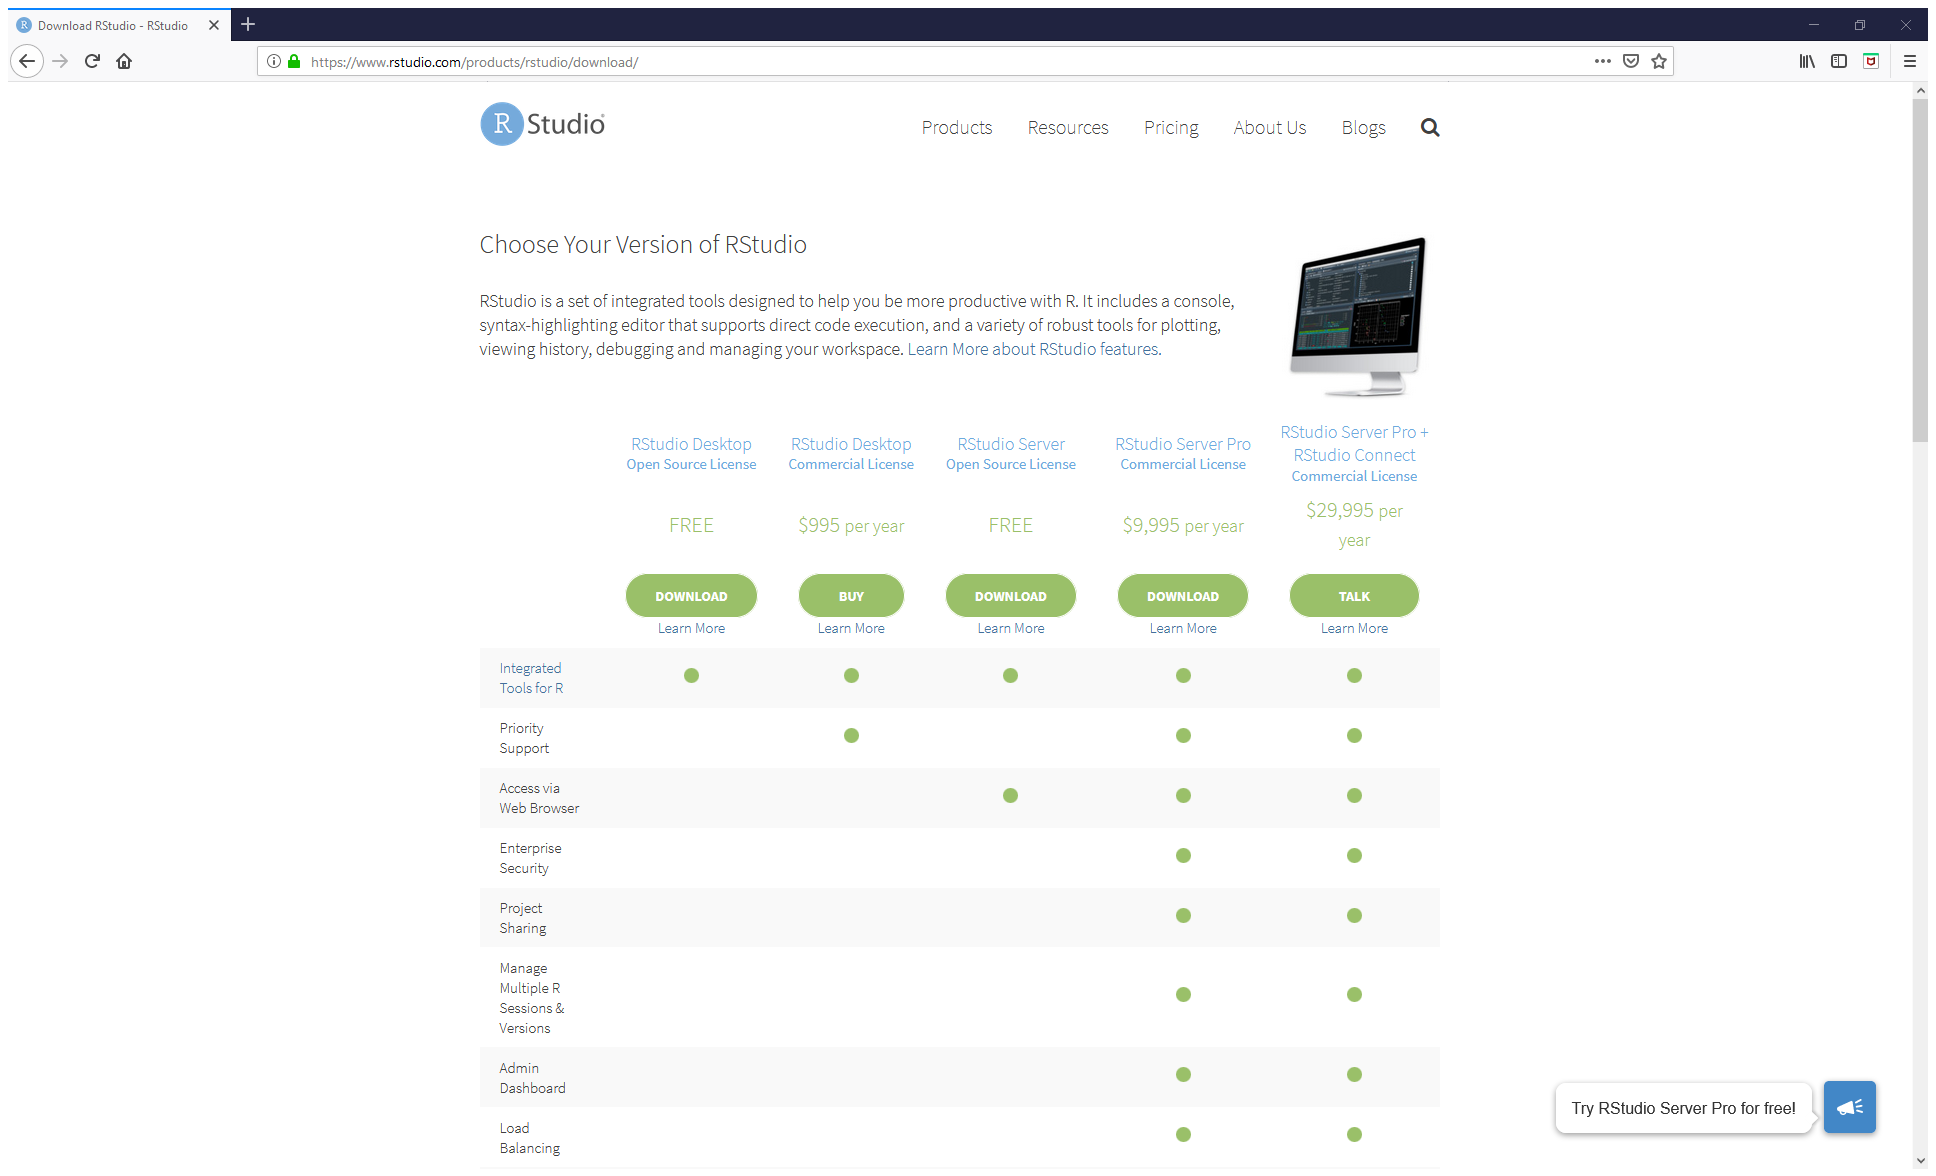 Download RStudio - RStudio
https://www.rstudio.com/products/rstudio/download/
R Studio®
Products Resources Pricing About Us Blogs
Choose Your Version of RStudio
RStudio is a set of integrated tools designed to help you be more productive with R. It includes a console,
syntax-highlighting editor that supports direct code execution, and a variety of robust tools for plotting,
viewing history, debugging and managing your workspace. Learn More about RStudio features.
RStudio Desktop
Open Source License
FREE
DOWNLOAD
Learn More
RStudio Desktop
Commercial License
$995 per year
BUY
Learn More
RStudio Server
Open Source License
FREE
DOWNLOAD
Learn More
RStudio Server Pro
Commercial License
$9,995 per year
DOWNLOAD
Learn More
RStudio Server Pro +
RStudio Connect
Commercial License
$29,995 per
year
TALK
Learn More
Integrated
Tools for R
Priority
Support
Access via
Web Browser
Enterprise
Security
Project
Sharing
Manage
Multiple R
Sessions &
Versions
Admin
Dashboard
Load
Balancing
Try RStudio Server Pro for free!